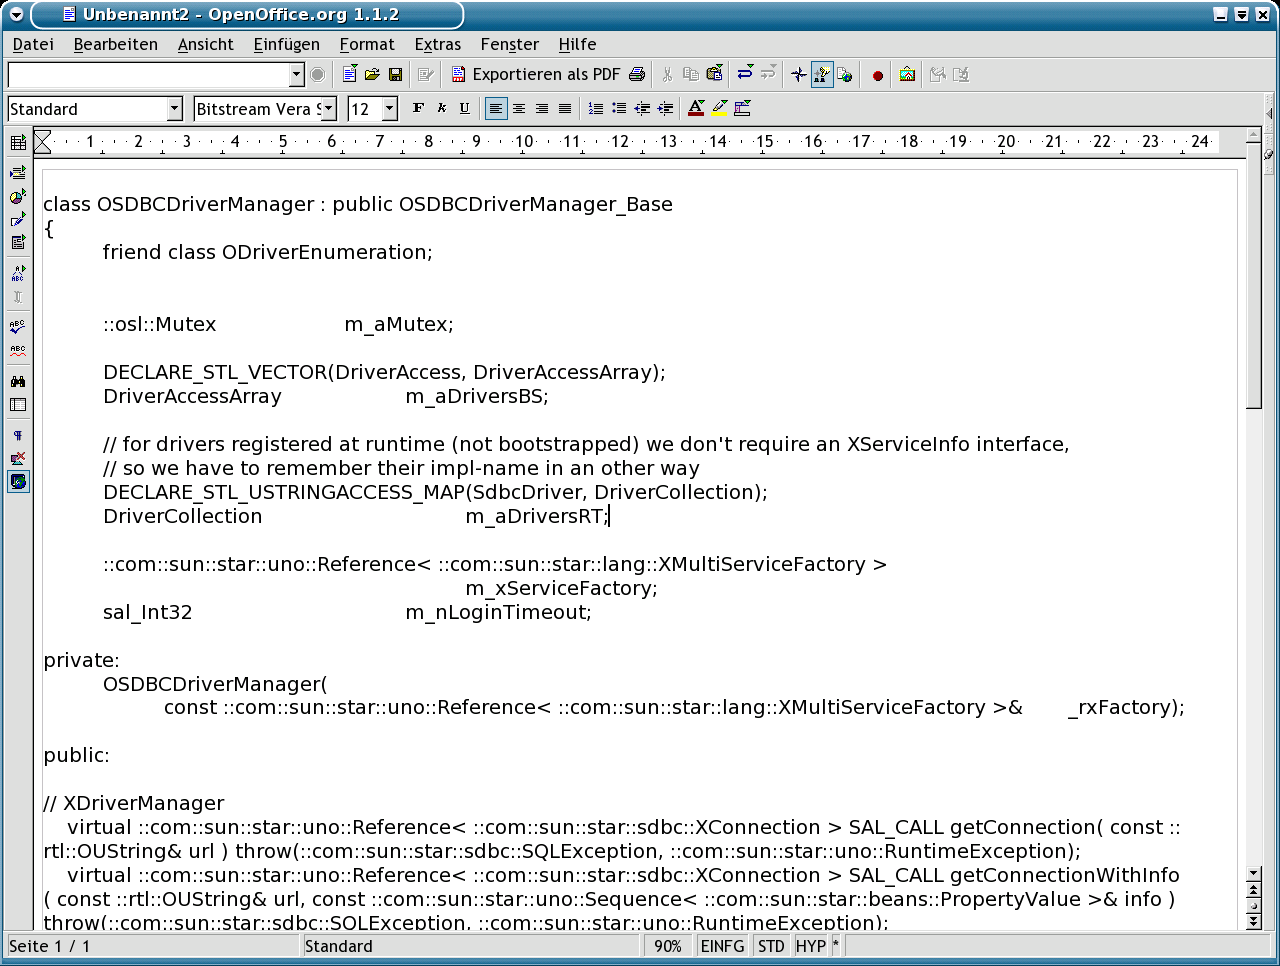 Unbenannt2 - OpenOffice.org 1.1.2
Datei Bearbeiten Ansicht Einfügen Format Extras Fenster Hilfe
Exportieren als PDF
Standard Bitstream Vera S 12 F k U A
1 2 3 4 5 6 7 8 9 10 11 12 13 14 15 16 17 18 19 20 21 22 23 24
class OSDBCDriverManager : public OSDBCDriverManager_Base
{
friend class ODriverEnumeration;
::osl::Mutex m_aMutex;
DECLARE_STL_VECTOR(DriverAccess, DriverAccessArray);
DriverAccessArray m_aDriversBS;
// for drivers registered at runtime (not bootstrapped) we don't require an XServiceInfo interface,
// so we have to remember their impl-name in an other way
DECLARE_STL_USTRINGACCESS_MAP(SdbcDriver, DriverCollection);
DriverCollection m_aDriversRT;
::com::sun::star::uno::Reference< ::com::sun::star::lang::XMultiServiceFactory >
m_xServiceFactory;
sal_Int32 m_nLoginTimeout;
private:
OSDBCDriverManager(
const ::com::sun::star::uno::Reference< ::com::sun::star::lang::XMultiServiceFactory >& _rxFactory);
public:
// XDriverManager
virtual ::com::sun::star::uno::Reference< ::com::sun::star::sdbc::XConnection > SAL_CALL getConnection( const ::
rtl::OUString& url ) throw(::com::sun::star::sdbc::SQLException, ::com::sun::star::uno::RuntimeException);
virtual ::com::sun::star::uno::Reference< ::com::sun::star::sdbc::XConnection > SAL_CALL getConnectionWithInfo
( const ::rtl::OUString& url, const ::com::sun::star::uno::Sequence< ::com::sun::star::beans::PropertyValue >& info )
throw(::com::sun::star::sdbc::SQLException, ::com::sun::star::uno::RuntimeException);
Seite 1 / 1 Standard 90% EINFG STD HYP *